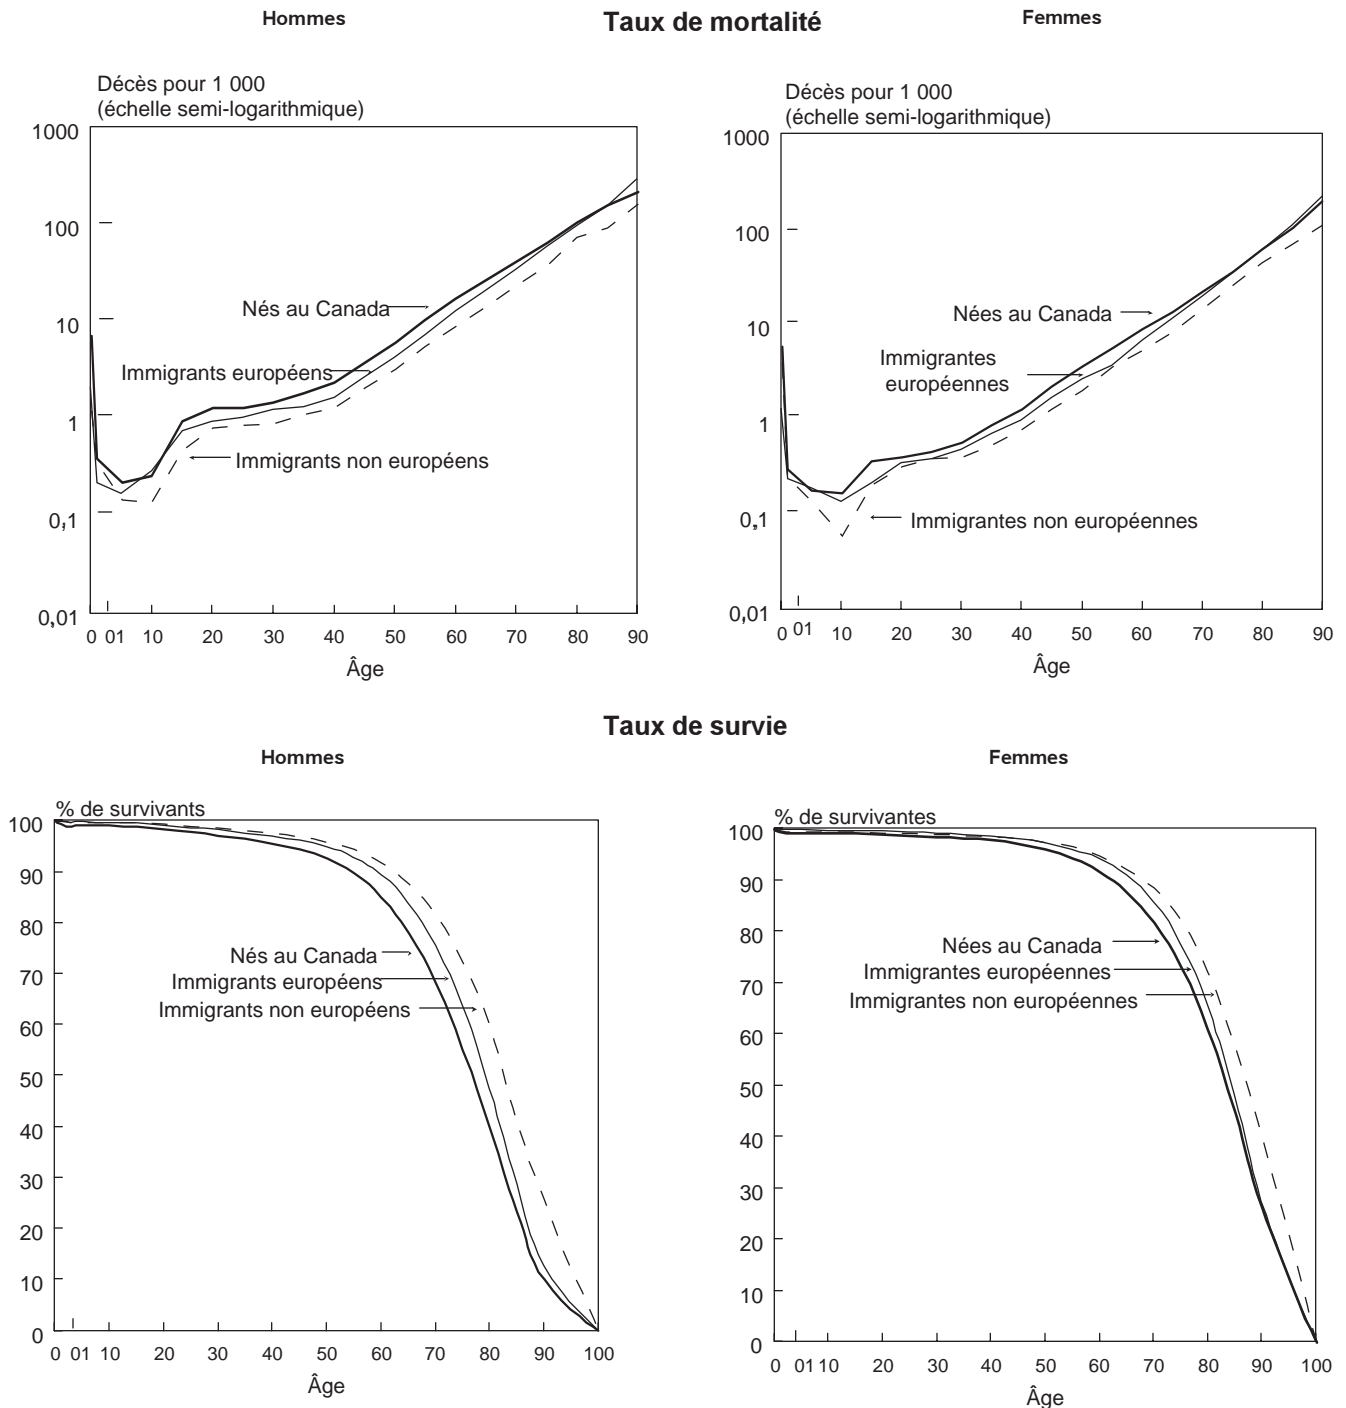 Taux de mortalité
Hommes
Décès pour 1 000
(échelle semi-logarithmique)
1000
100
10
1
0,1
0,01
Nés au Canada
Immigrants européens
Immigrants non européens
0 01 10 20 30 40 50 60 70 80 90
Âge
Femmes
Décès pour 1 000
(échelle semi-logarithmique)
1000
100
10
1
0,1
0,01
Nées au Canada
Immigrantes
européennes
Immigrantes non européennes
0 01 10 20 30 40 50 60 70 80 90
Âge
Taux de survie
Hommes
% de survivants
100
90
80
70
60
50
40
30
20
10
0
Nés au Canada
Immigrants européens
Immigrants non européens
0 01 10 20 30 40 50 60 70 80 90 100
Âge
Femmes
% de survivantes
100
90
80
70
60
50
40
30
20
10
0
Nées au Canada
Immigrantes européennes
Immigrantes non européennes
0 01 10 20 30 40 50 60 70 80 90 100
Âge